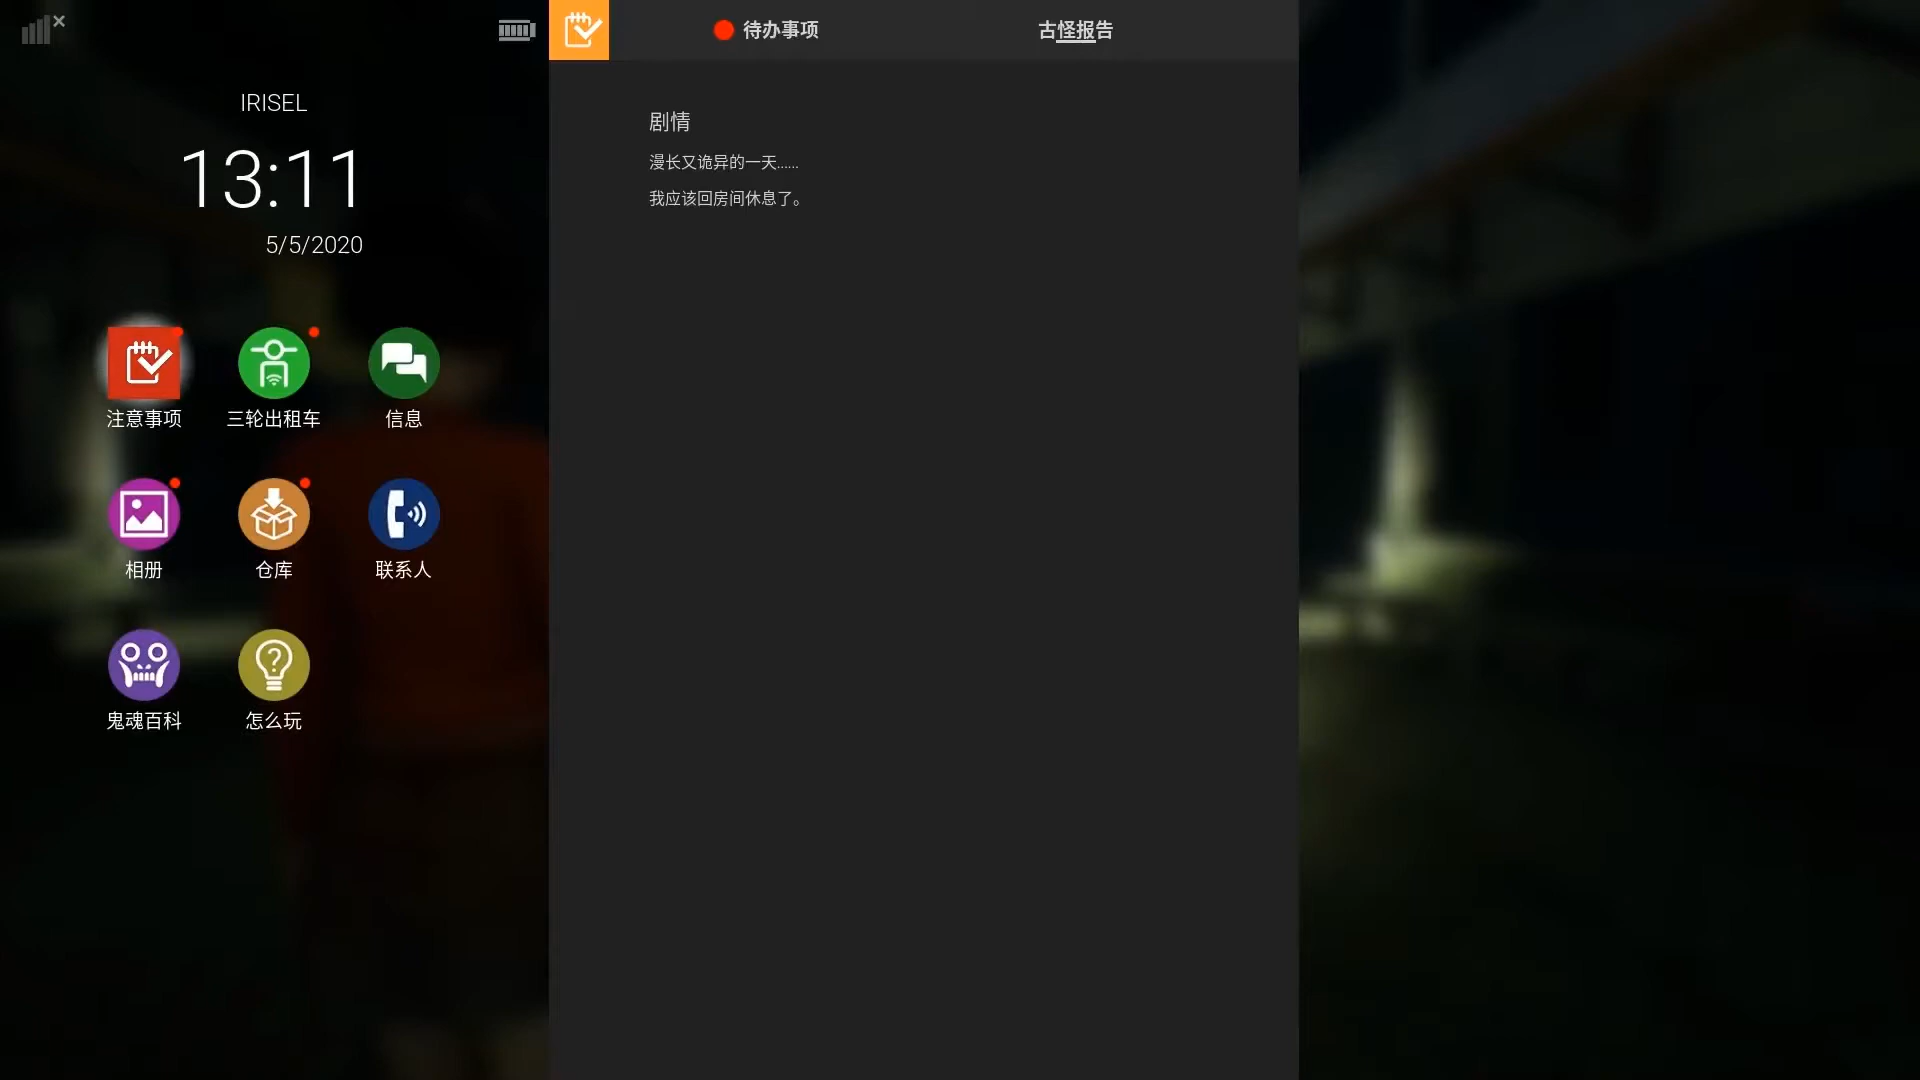 IRISEL
13:11
5/5/2020
注意事项
三轮出租车
信息
相册
仓库
联系人
鬼魂百科
怎么玩
待办事项
古怪报告
剧情
漫长又诡异的一天......
我应该回房间休息了。